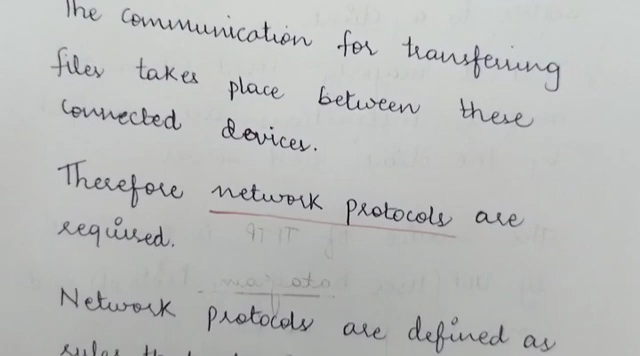 The communication for transferring
files takes place between these
connected devices.
Therefore network protocols are
required.
Network protocols are defined as
rules